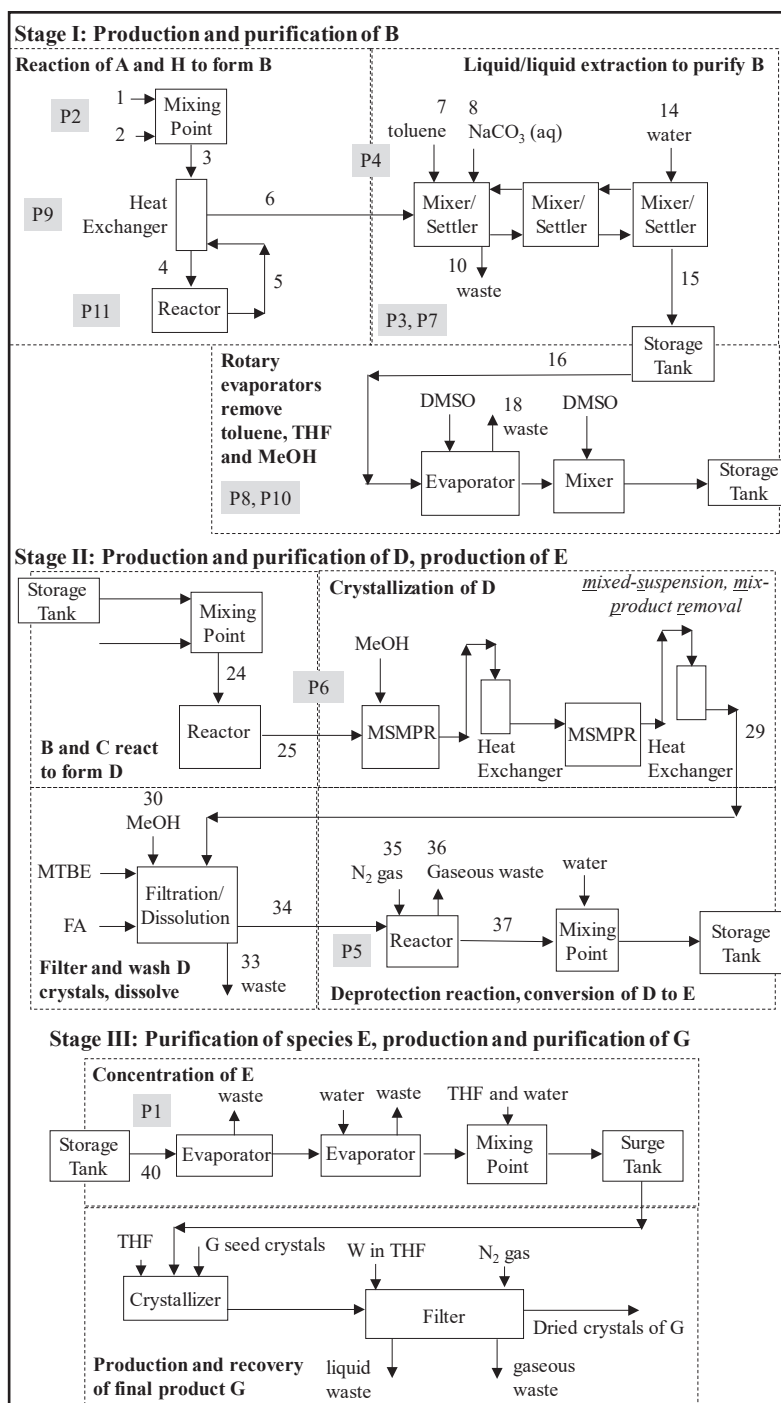 Stage I: Production and purification of B
Reaction of A and H to form B
Liquid/liquid extraction to purify B
P2
1
2
Mixing
Point
3
P9
Heat
Exchanger
6
4
5
P11
Reactor
P4
7
toluene
8
NaCO₃ (aq)
14
water
Mixer/
Settler
Mixer/
Settler
Mixer/
Settler
10
waste
15
P3, P7
Storage
Tank
16
Rotary
evaporators
remove
toluene, THF
and MeOH
P8, P10
DMSO
18
waste
DMSO
Evaporator
Mixer
Storage
Tank
Stage II: Production and purification of D, production of E
Storage
Tank
Mixing
Point
24
Reactor
25
B and C react
to form D
Crystallization of D
mixed-suspension, mix-
product removal
P6
MeOH
MSMPR
Heat
Exchanger
MSMPR
Heat
Exchanger
29
30
MeOH
MTBE
FA
Filtration/
Dissolution
34
33
waste
Filter and wash D
crystals, dissolve
35
N₂ gas
36
Gaseous waste
water
P5
Reactor
37
Mixing
Point
Storage
Tank
Deprotection reaction, conversion of D to E
Stage III: Purification of species E, production and purification of G
Concentration of E
P1
waste
water
waste
THF and water
Storage
Tank
40
Evaporator
Evaporator
Mixing
Point
Surge
Tank
THF
G seed crystals
W in THF
N₂ gas
Crystallizer
Filter
Dried crystals of G
Production and recovery
of final product G
liquid
waste
gaseous
waste